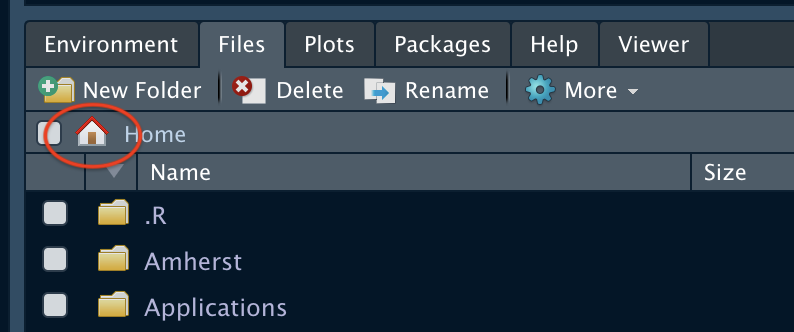 Environment Files Plots Packages Help Viewer
New Folder Delete Rename More
Home
Name Size
.R
Amherst
Applications